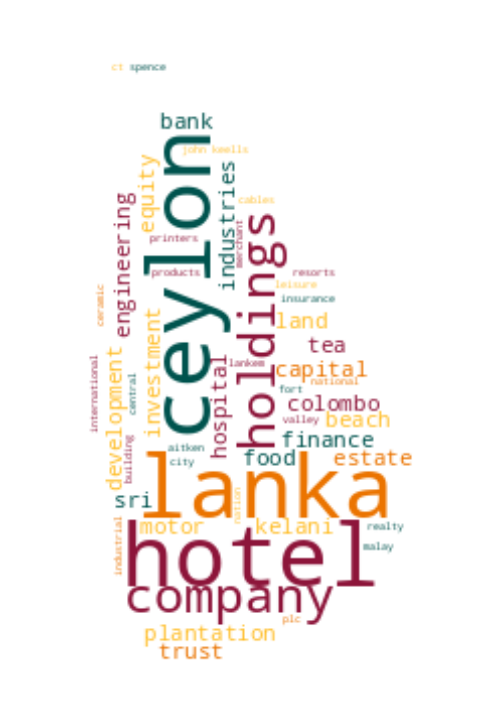 ct spence
bank
ceylon
john keells
equity
industries
cables
engineering
holdings
merchant
printers
products
resorts
leisure
insurance
ceramic
investment
land
tea
international
development
central
hospital
lankem
capital
national
fort
colombo
valley
beach
building
aitken
city
finance
food
estate
lanka
sri
nation
industrial
motor
kelani
realty
hotel
malay
company
plc
plantation
trust